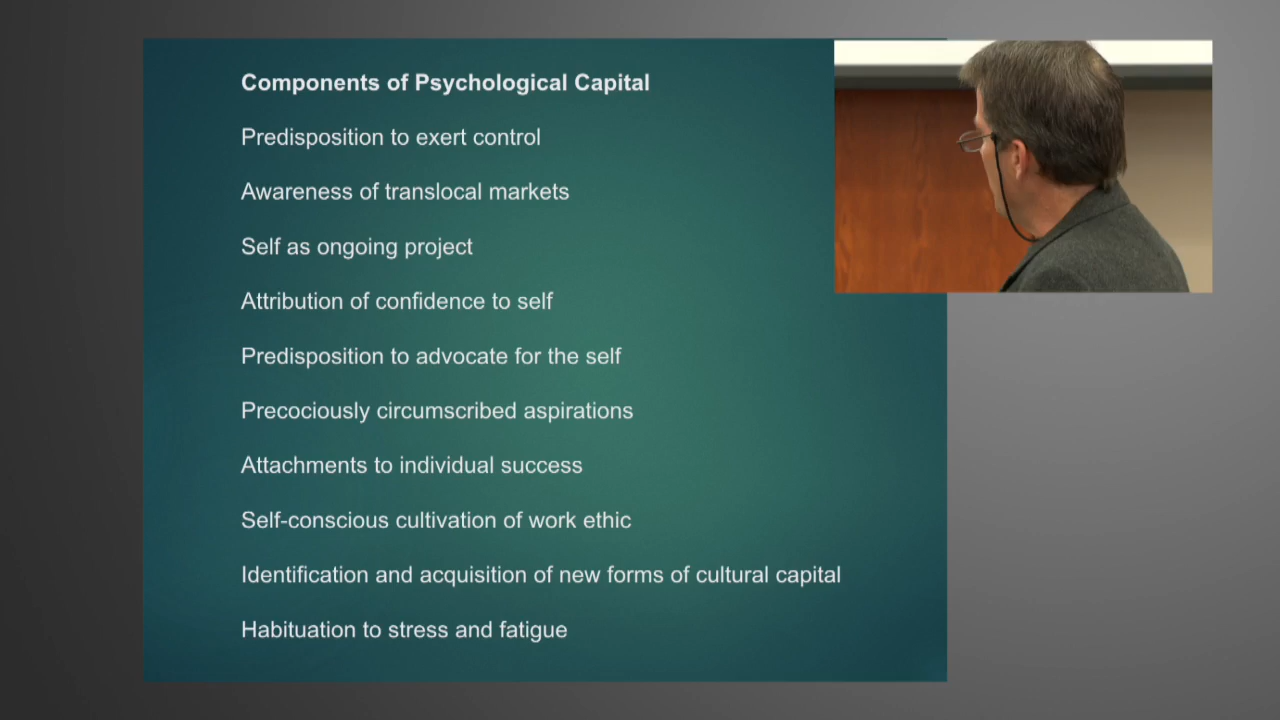 Components of Psychological Capital
Predisposition to exert control
Awareness of translocal markets
Self as ongoing project
Attribution of confidence to self
Predisposition to advocate for the self
Precociously circumscribed aspirations
Attachments to individual success
Self-conscious cultivation of work ethic
Identification and acquisition of new forms of cultural capital
Habituation to stress and fatigue